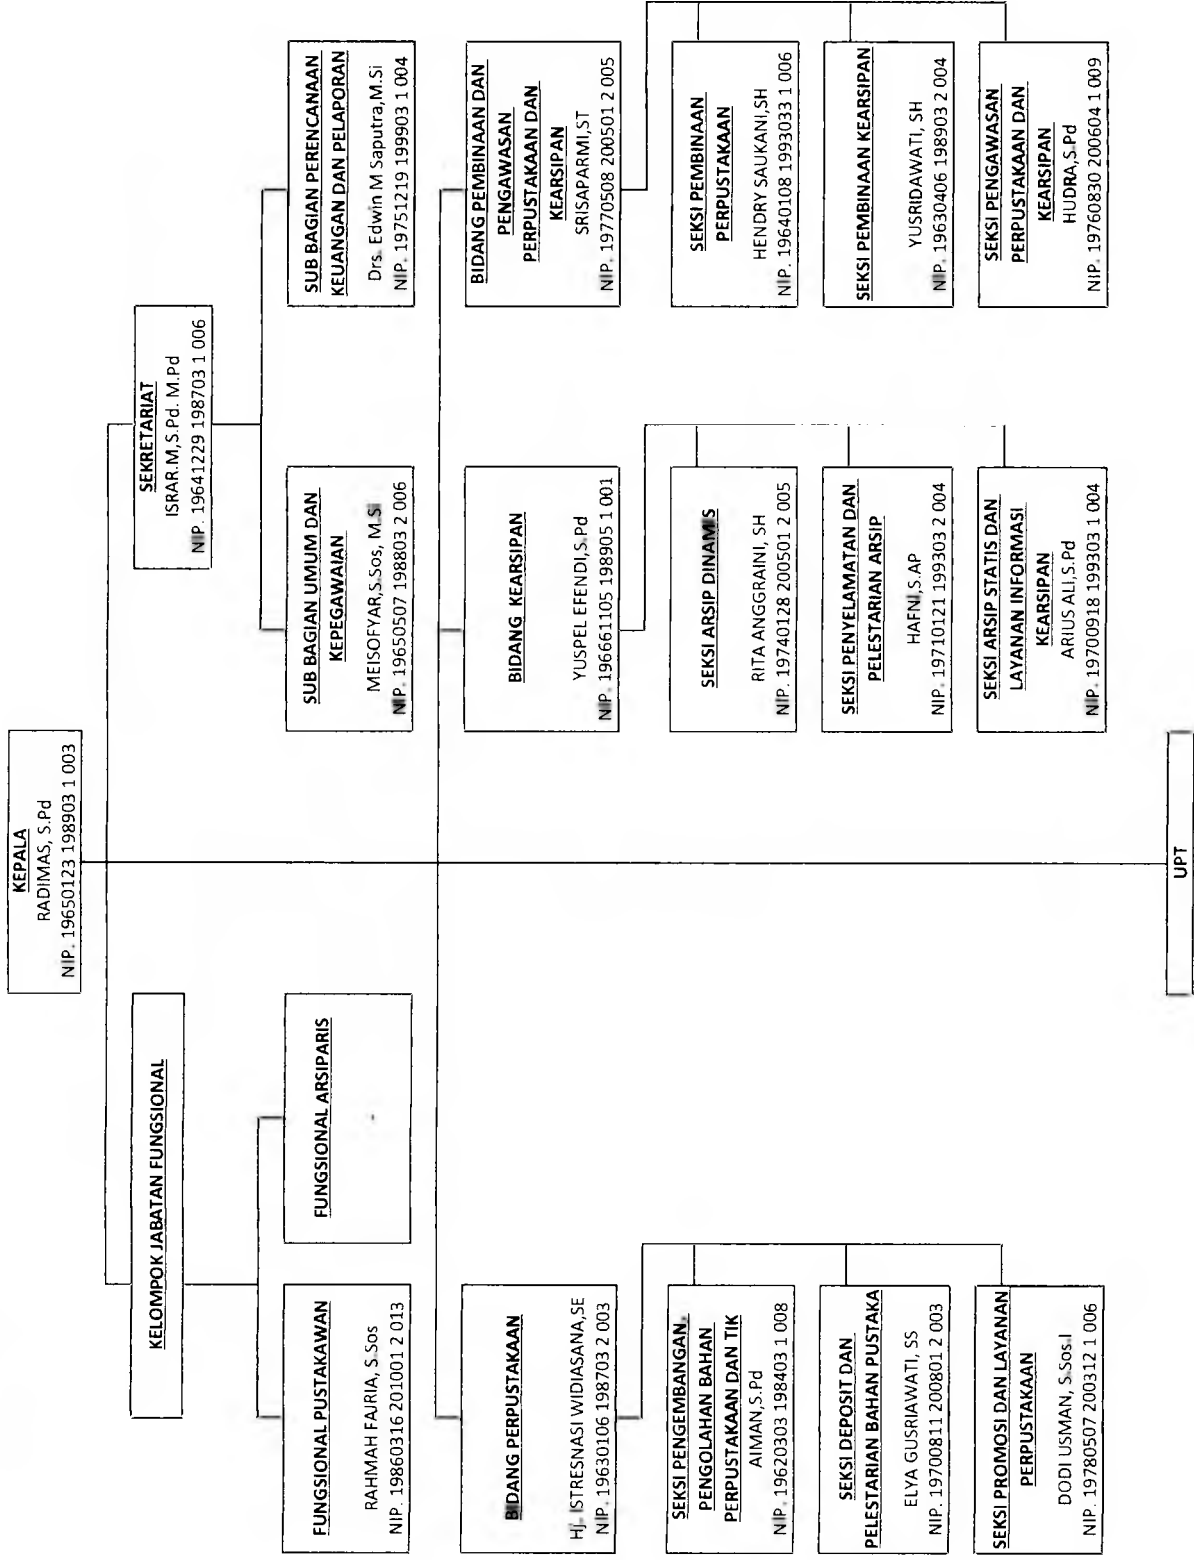 KEPALA
RADIMAS, S.Pd
NIP. 19650123 198903 1 003
KELOMPOK JABATAN FUNGSIONAL
SEKRETARIAT
ISRAR.M,S.Pd. M.Pd
NIP. 19641229 198703 1 006
FUNGSIONAL PUSTAKAWAN
RAHMAH FAJRIA, S.Sos
NIP. 19860316 201001 2 013
FUNGSIONAL ARSIPARIS
-
SUB BAGIAN UMUM DAN
KEPEGAWAIAN
MEISOFYAR,S.Sos, M.Si
NIP. 19650507 198803 2 006
SUB BAGIAN PERENCANAAN
KEUANGAN DAN PELAPORAN
Drs. Edwin M Saputra,M.Si
NIP. 19751219 199903 1 004
BIDANG PERPUSTAKAAN
Hj. ISTRESNASI WIDIASANA,SE
NIP. 19630106 198703 2 003
BIDANG KEARSIPAN
YUSPEL EFENDI,S.Pd
NIP. 19661105 198905 1 001
BIDANG PEMBINAAN DAN
PENGAWASAN
PERPUSTAKAAN DAN
KEARSIPAN
SRISAPARMI,ST
NIP. 19770508 200501 2 005
SEKSI PENGEMBANGAN,
PENGOLAHAN BAHAN
PERPUSTAKAAN DAN TIK
AIMAN,S.Pd
NIP. 19620303 198403 1 008
SEKSI ARSIP DINAMIS
RITA ANGGRAINI, SH
NIP. 19740128 200501 2 005
SEKSI PEMBINAAN
PERPUSTAKAAN
HENDRY SAUKANI,SH
NIP. 19640108 1993033 1 006
SEKSI DEPOSIT DAN
PELESTARIAN BAHAN PUSTAKA
ELYA GUSRIAWATI, SS
NIP. 19700811 200801 2 003
SEKSI PENYELAMATAN DAN
PELESTARIAN ARSIP
HAFNI,S.AP
NIP. 19710121 199303 2 004
SEKSI PEMBINAAN KEARSIPAN
YUSRIDAWATI, SH
NIP. 19630406 198903 2 004
SEKSI PROMOSI DAN LAYANAN
PERPUSTAKAAN
DODI USMAN, S.Sos.I
NIP. 19780507 200312 1 006
SEKSI ARSIP STATIS DAN
LAYANAN INFORMASI
KEARSIPAN
ARIUS ALI,S.Pd
NIP. 19700918 199303 1 004
SEKSI PENGAWASAN
PERPUSTAKAAN DAN
KEARSIPAN
HUDRA,S.Pd
NIP. 19760830 200604 1 009
UPT